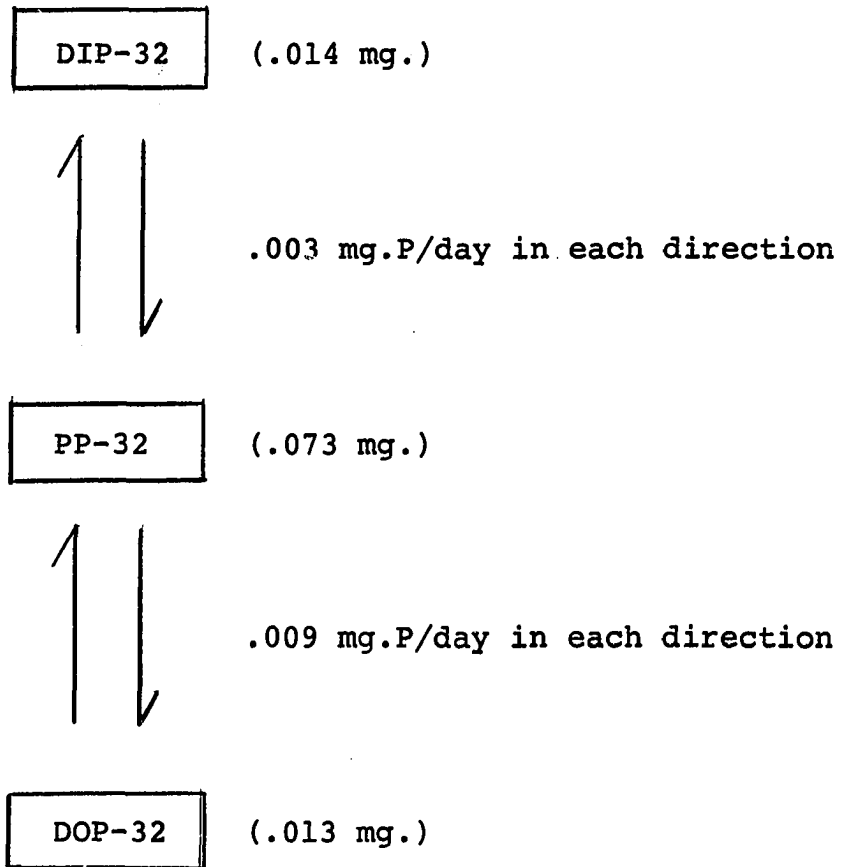 DIP-32 (.014 mg.)
.003 mg.P/day in each direction
PP-32 (.073 mg.)
.009 mg.P/day in each direction
DOP-32 (.013 mg.)